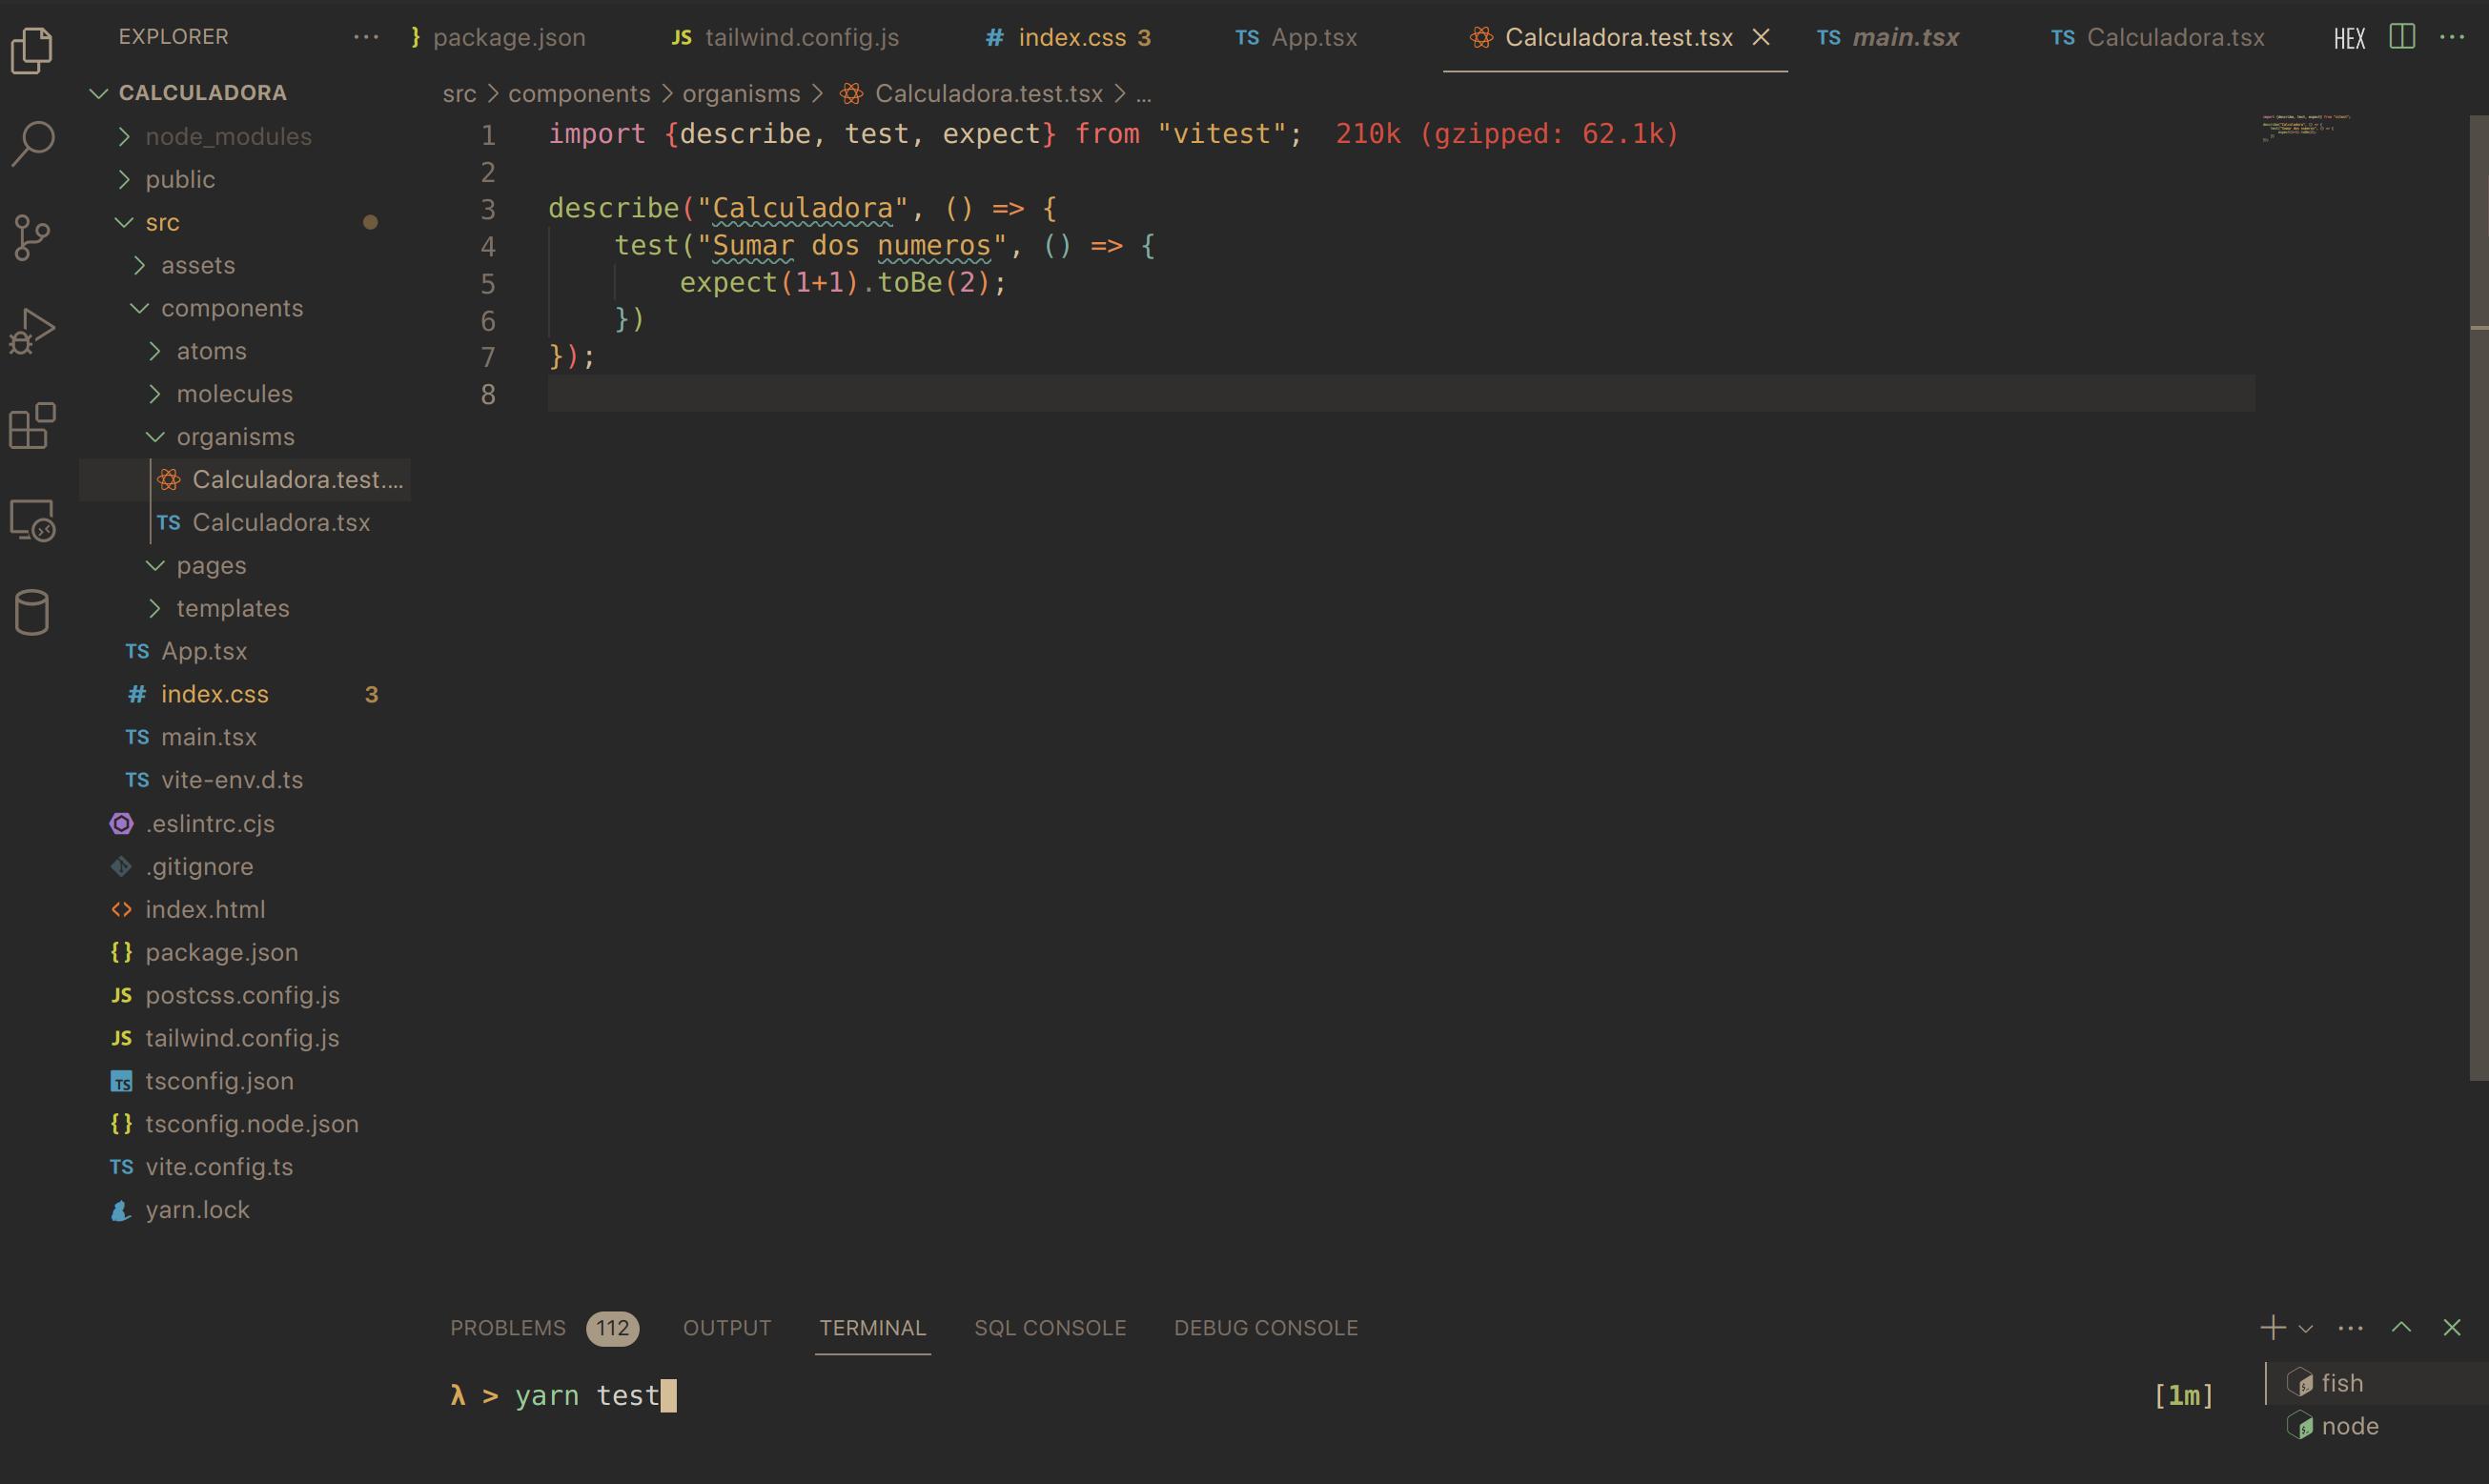 EXPLORER
CALCULADORA
node_modules
public
src
assets
components
atoms
molecules
organisms
Calculadora.test....
TS Calculadora.tsx
pages
templates
TS App.tsx
# index.css 3
TS main.tsx
TS vite-env.d.ts
.eslintrc.cjs
.gitignore
<> index.html
{} package.json
JS postcss.config.js
JS tailwind.config.js
TS tsconfig.json
{} tsconfig.node.json
TS vite.config.ts
yarn.lock
} package.json JS tailwind.config.js # index.css 3 TS App.tsx Calculadora.test.tsx TS main.tsx TS Calculadora.tsx HEX
src > components > organisms > Calculadora.test.tsx > ...
1 import {describe, test, expect} from "vitest"; 210k (gzipped: 62.1k)
2
3 describe("Calculadora", () => {
4 test("Sumar dos numeros", () => {
5 expect(1+1).toBe(2);
6 })
7 });
8
PROBLEMS 112 OUTPUT TERMINAL SQL CONSOLE DEBUG CONSOLE
λ > yarn test [1m]
fish
node